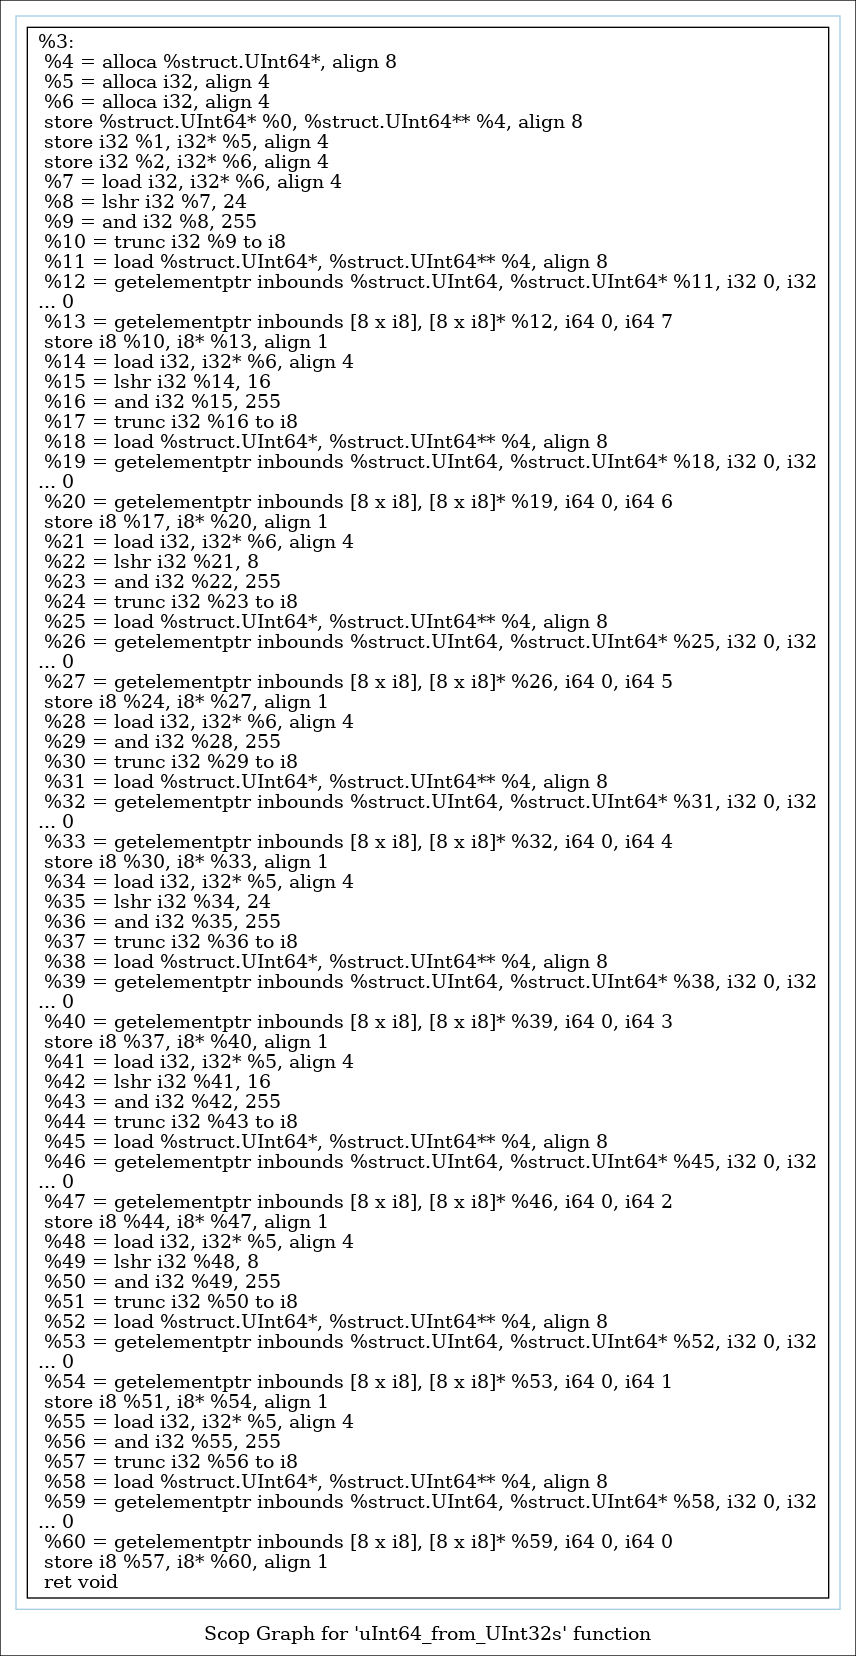 %3:
%4 = alloca %struct.UInt64*, align 8
%5 = alloca i32, align 4
%6 = alloca i32, align 4
store %struct.UInt64* %0, %struct.UInt64** %4, align 8
store i32 %1, i32* %5, align 4
store i32 %2, i32* %6, align 4
%7 = load i32, i32* %6, align 4
%8 = lshr i32 %7, 24
%9 = and i32 %8, 255
%10 = trunc i32 %9 to i8
%11 = load %struct.UInt64*, %struct.UInt64** %4, align 8
%12 = getelementptr inbounds %struct.UInt64, %struct.UInt64* %11, i32 0, i32
... 0
%13 = getelementptr inbounds [8 x i8], [8 x i8]* %12, i64 0, i64 7
store i8 %10, i8* %13, align 1
%14 = load i32, i32* %6, align 4
%15 = lshr i32 %14, 16
%16 = and i32 %15, 255
%17 = trunc i32 %16 to i8
%18 = load %struct.UInt64*, %struct.UInt64** %4, align 8
%19 = getelementptr inbounds %struct.UInt64, %struct.UInt64* %18, i32 0, i32
... 0
%20 = getelementptr inbounds [8 x i8], [8 x i8]* %19, i64 0, i64 6
store i8 %17, i8* %20, align 1
%21 = load i32, i32* %6, align 4
%22 = lshr i32 %21, 8
%23 = and i32 %22, 255
%24 = trunc i32 %23 to i8
%25 = load %struct.UInt64*, %struct.UInt64** %4, align 8
%26 = getelementptr inbounds %struct.UInt64, %struct.UInt64* %25, i32 0, i32
... 0
%27 = getelementptr inbounds [8 x i8], [8 x i8]* %26, i64 0, i64 5
store i8 %24, i8* %27, align 1
%28 = load i32, i32* %6, align 4
%29 = and i32 %28, 255
%30 = trunc i32 %29 to i8
%31 = load %struct.UInt64*, %struct.UInt64** %4, align 8
%32 = getelementptr inbounds %struct.UInt64, %struct.UInt64* %31, i32 0, i32
... 0
%33 = getelementptr inbounds [8 x i8], [8 x i8]* %32, i64 0, i64 4
store i8 %30, i8* %33, align 1
%34 = load i32, i32* %5, align 4
%35 = lshr i32 %34, 24
%36 = and i32 %35, 255
%37 = trunc i32 %36 to i8
%38 = load %struct.UInt64*, %struct.UInt64** %4, align 8
%39 = getelementptr inbounds %struct.UInt64, %struct.UInt64* %38, i32 0, i32
... 0
%40 = getelementptr inbounds [8 x i8], [8 x i8]* %39, i64 0, i64 3
store i8 %37, i8* %40, align 1
%41 = load i32, i32* %5, align 4
%42 = lshr i32 %41, 16
%43 = and i32 %42, 255
%44 = trunc i32 %43 to i8
%45 = load %struct.UInt64*, %struct.UInt64** %4, align 8
%46 = getelementptr inbounds %struct.UInt64, %struct.UInt64* %45, i32 0, i32
... 0
%47 = getelementptr inbounds [8 x i8], [8 x i8]* %46, i64 0, i64 2
store i8 %44, i8* %47, align 1
%48 = load i32, i32* %5, align 4
%49 = lshr i32 %48, 8
%50 = and i32 %49, 255
%51 = trunc i32 %50 to i8
%52 = load %struct.UInt64*, %struct.UInt64** %4, align 8
%53 = getelementptr inbounds %struct.UInt64, %struct.UInt64* %52, i32 0, i32
... 0
%54 = getelementptr inbounds [8 x i8], [8 x i8]* %53, i64 0, i64 1
store i8 %51, i8* %54, align 1
%55 = load i32, i32* %5, align 4
%56 = and i32 %55, 255
%57 = trunc i32 %56 to i8
%58 = load %struct.UInt64*, %struct.UInt64** %4, align 8
%59 = getelementptr inbounds %struct.UInt64, %struct.UInt64* %58, i32 0, i32
... 0
%60 = getelementptr inbounds [8 x i8], [8 x i8]* %59, i64 0, i64 0
store i8 %57, i8* %60, align 1
ret void
Scop Graph for 'uInt64_from_UInt32s' function